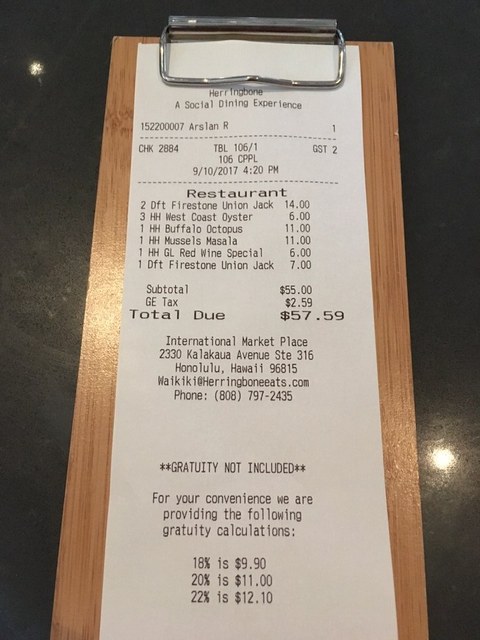 Herringbone
A Social Dining Experience
152200007 Arslan R 1
CHK 2884 TBL 106/1 GST 2
106 CPPL
9/10/2017 4:20 PM
Restaurant
2 Dft Firestone Union Jack 14.00
3 HH West Coast Oyster 6.00
1 HH Buffalo Octopus 11.00
1 HH Mussels Masala 11.00
1 HH GL Red Wine Special 6.00
1 Dft Firestone Union Jack 7.00
Subtotal $55.00
GE Tax $2.59
Total Due $57.59
International Market Place
2330 Kalakaua Avenue Ste 316
Honolulu, Hawaii 96815
Waikiki@Herringboneeats.com
Phone: (808) 797-2435
**GRATUITY NOT INCLUDED**
For your convenience we are
providing the following
gratuity calculations:
18% is $9.90
20% is $11.00
22% is $12.10